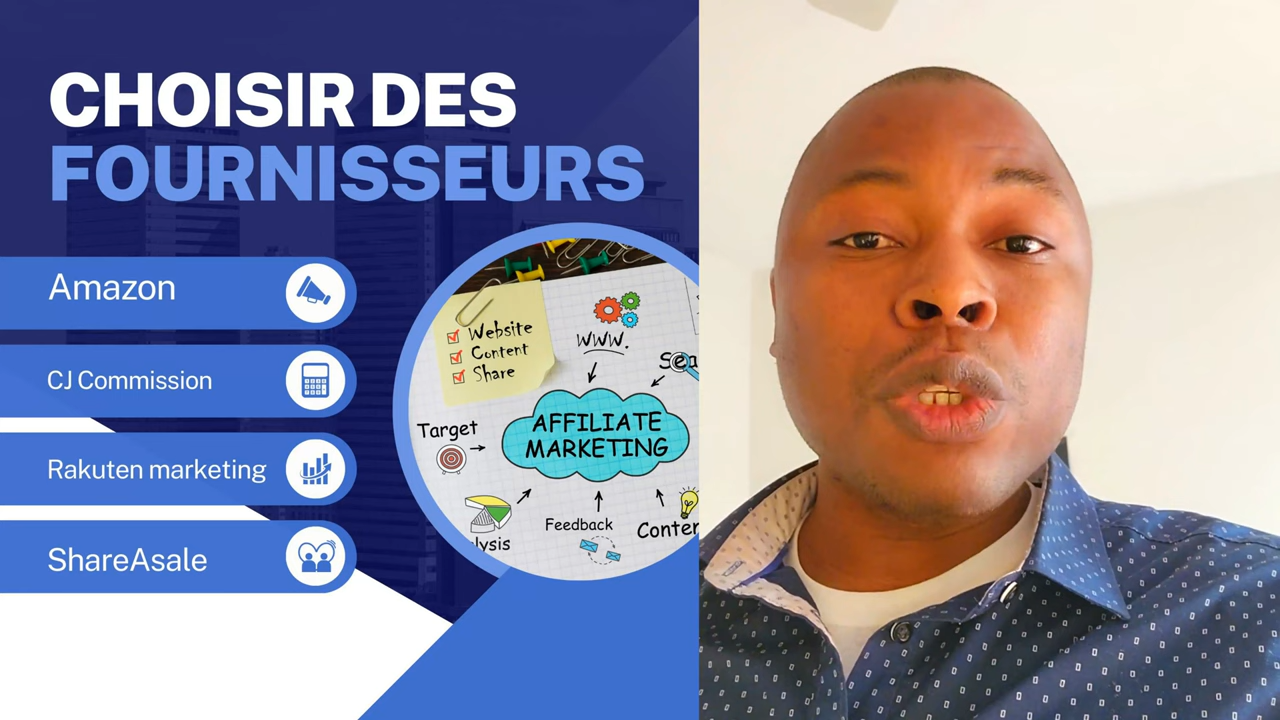 CHOISIR DES
FOURNISSEURS
Amazon
CJ Commission
Rakuten marketing
ShareAsale
Website
Content
Share
WWW.
Target
AFFILIATE
MARKETING
Feedback